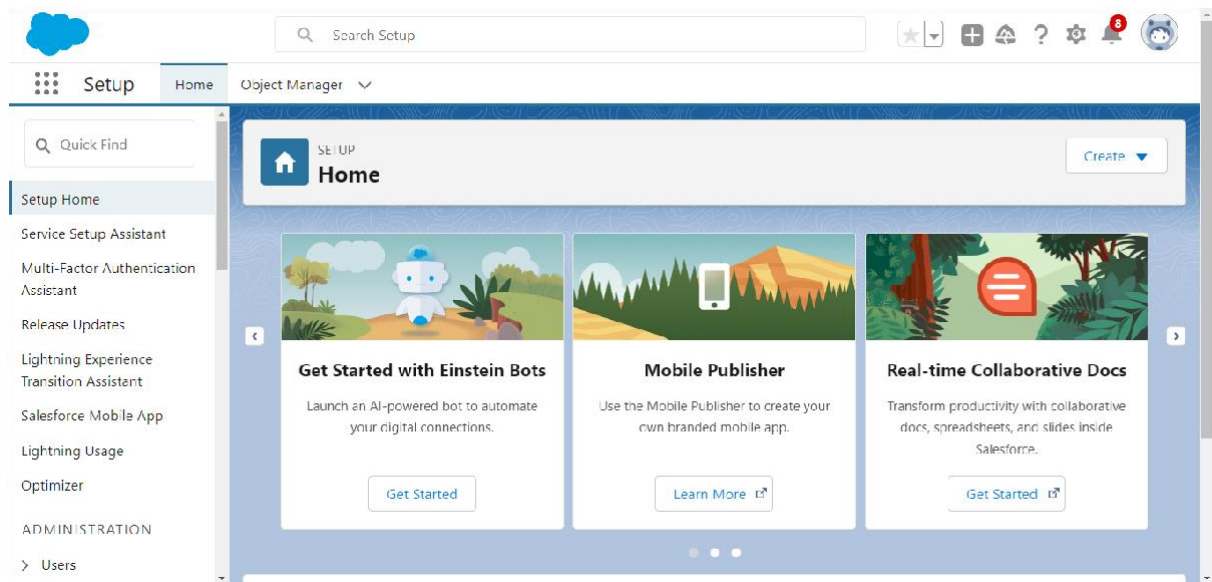 Search Setup
8
Setup
Home
Object Manager
Quick Find
Setup Home
Service Setup Assistant
Multi-Factor Authentication
Assistant
Release Updates
Lightning Experience
Transition Assistant
Salesforce Mobile App
Lightning Usage
Optimizer
ADMINISTRATION
Users
SETUP
Home
Create
Get Started with Einstein Bots
Launch an AI-powered bot to automate
your digital connections.
Get Started
Mobile Publisher
Use the Mobile Publisher to create your
own branded mobile app.
Learn More
Real-time Collaborative Docs
Transform productivity with collaborative
docs, spreadsheets, and slides inside
Salesforce.
Get Started